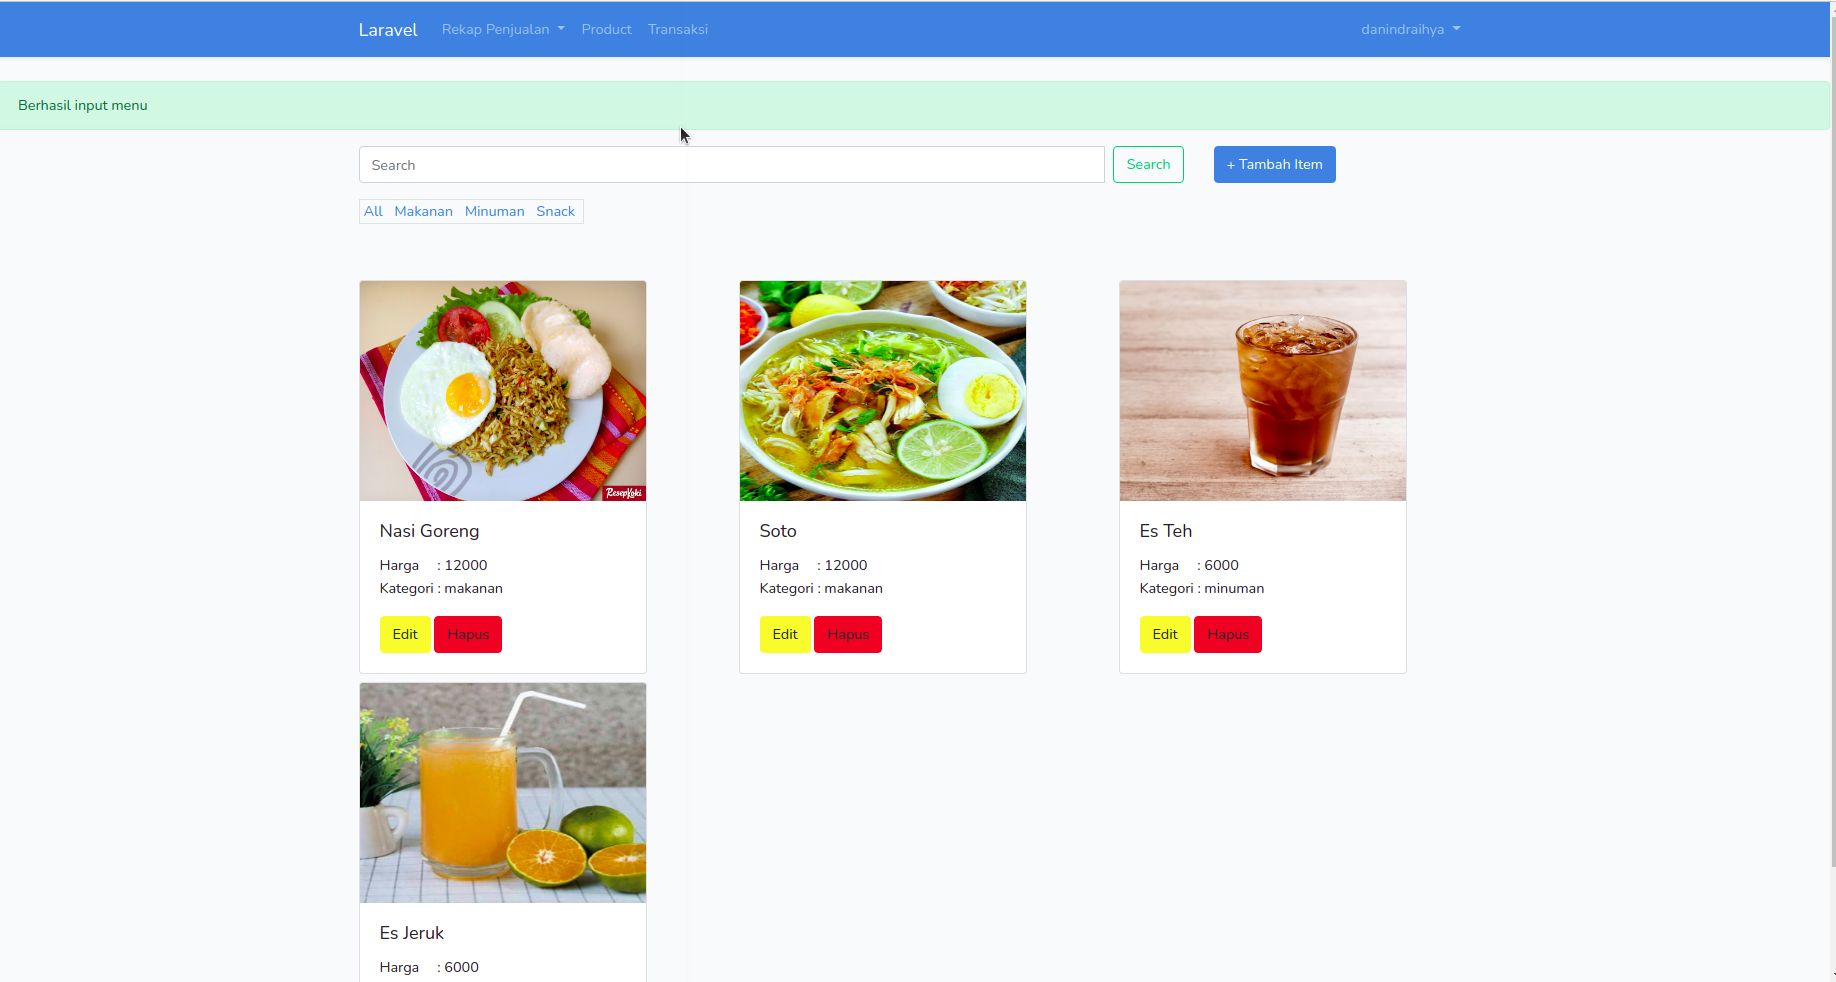 Laravel Rekap Penjualan Product Transaksi danindraihya
Berhasil input menu
Search Search + Tambah Item
All Makanan Minuman Snack
ResepKoki
Nasi Goreng
Harga : 12000
Kategori : makanan
Edit Hapus
Soto
Harga : 12000
Kategori : makanan
Edit Hapus
Es Teh
Harga : 6000
Kategori : minuman
Edit Hapus
Es Jeruk
Harga : 6000